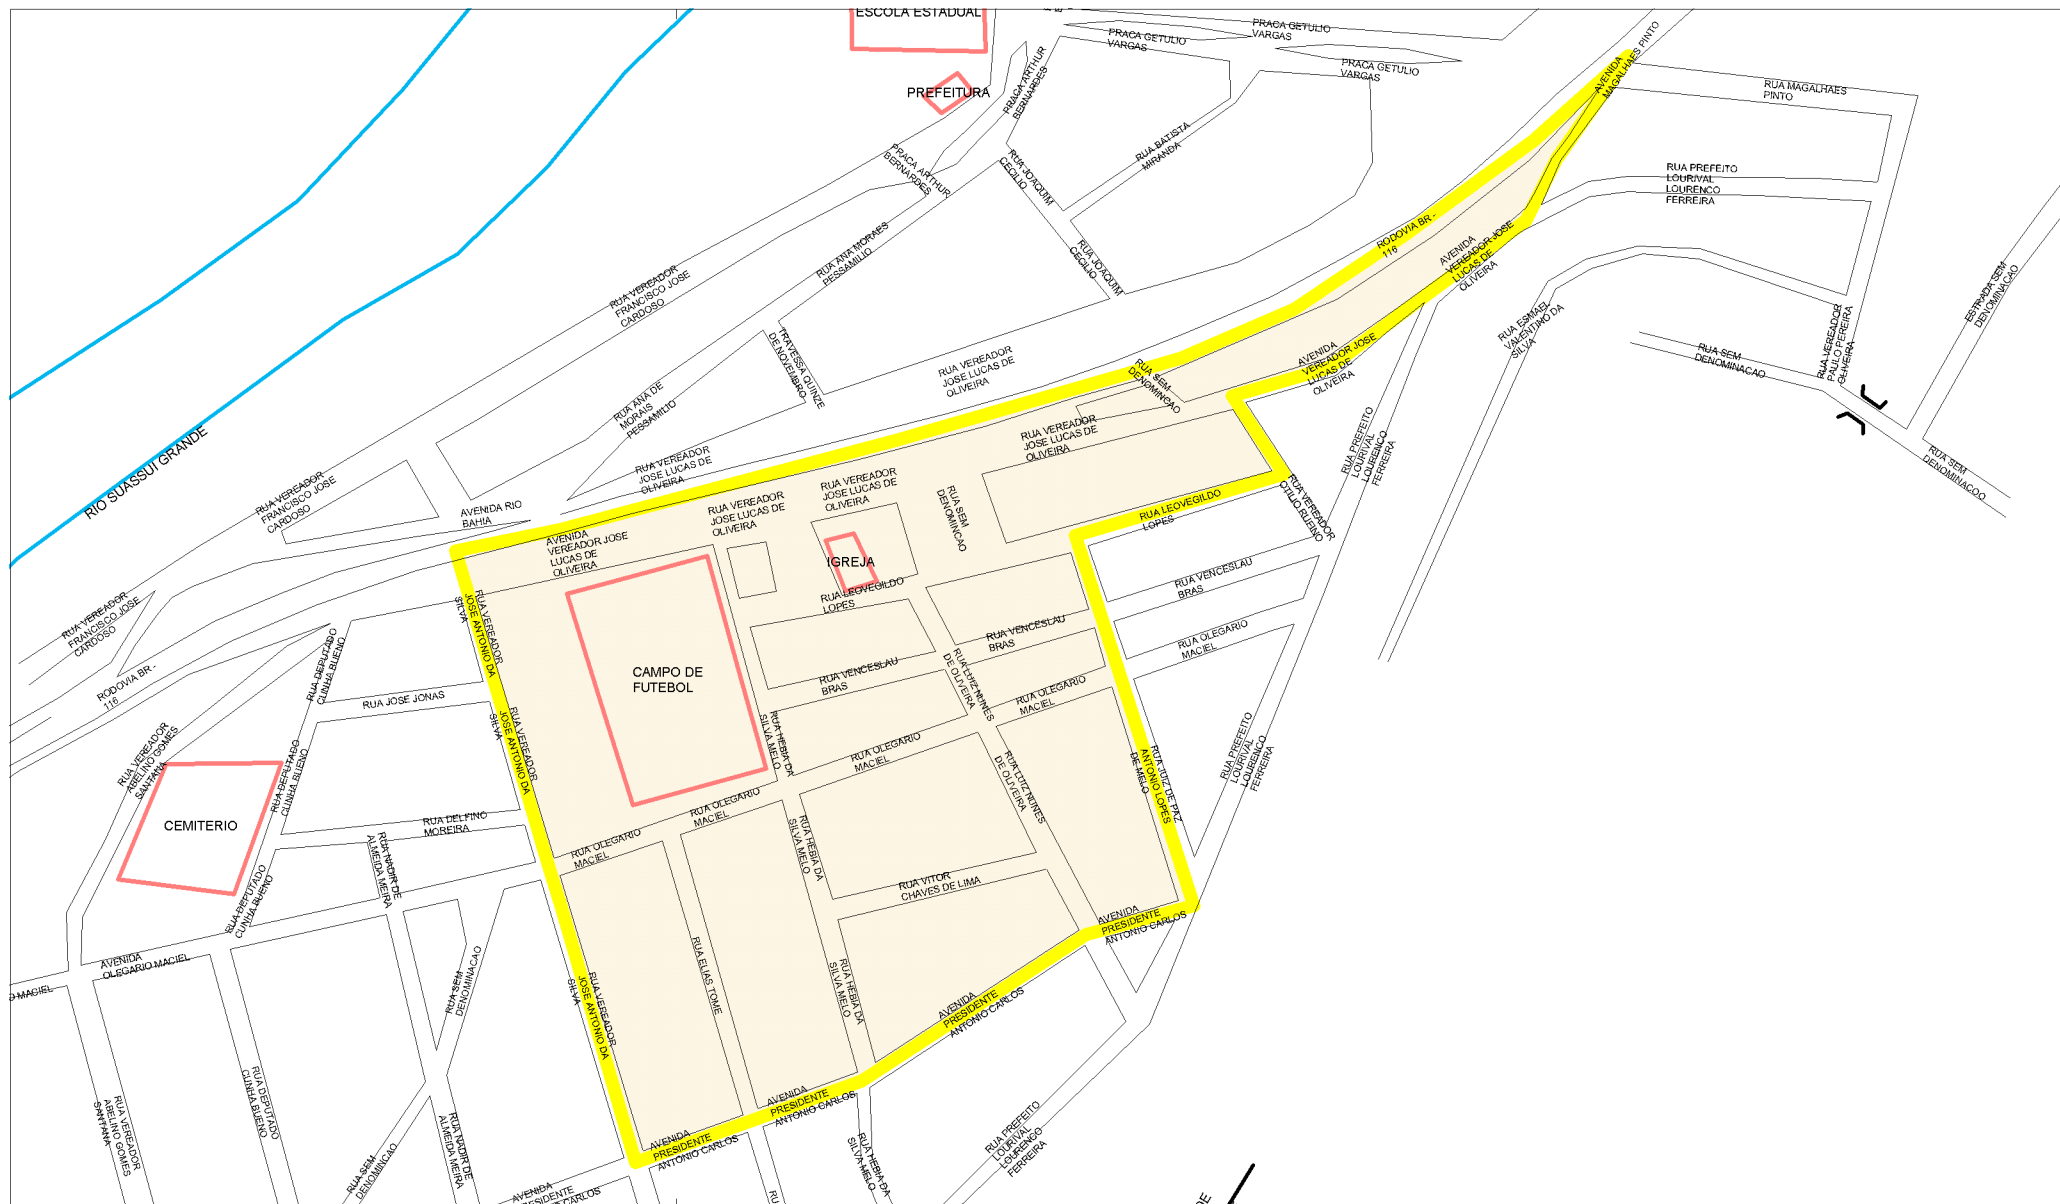 ESCOLA ESTADUAL
PRACA GETULIO
VARGAS
PRACA GETULIO
VARGAS
PRACA GETULIO
VARGAS
AVENIDA
MAGALHAES PINTO
RUA MAGALHAES
PINTO
PREFEITURA
PRACA ARTHUR
BERNARDES
PRACA ARTHUR
BERNARDES
RUA BATISTA
MIRANDA
RUA JOAQUIM
CECILIO
RUA JOAQUIM
CECILIO
RUA PREFEITO
LOURIVAL
LOURENCO
FERREIRA
RODOVIA BR -
116
AVENIDA
VEREADOR JOSE
LUCAS DE
OLIVEIRA
RUA ANA MORAES
PESSAMILIO
RUA VEREADOR
FRANCISCO JOSE
CARDOSO
ESTRADA SEM
DENOMINACAO
RUA ESMAEL
VALENTINO DA
SILVA
RUA VEREADOR
PAULO PEREIRA
OLIVEIRA
RUA SEM
DENOMINACAO
TRAVESSA QUINZE
DE NOVEMBRO
RUA VEREADOR
JOSE LUCAS DE
OLIVEIRA
RUA SEM
DENOMINCAO
AVENIDA
VEREADOR JOSE
LUCAS DE
OLIVEIRA
RUA ANA DE
MORAIS
PESSAMILIO
RUA VEREADOR
JOSE LUCAS DE
OLIVEIRA
RUA PREFEITO
LOURIVAL
LOURENCO
FERREIRA
RUA SEM
DENOMINACAO
RIO SUASSUI GRANDE
RUA VEREADOR
FRANCISCO JOSE
CARDOSO
RUA VEREADOR
JOSE LUCAS DE
OLIVEIRA
RUA VEREADOR
JOSE LUCAS DE
OLIVEIRA
RUA VEREADOR
JOSE LUCAS DE
OLIVEIRA
RUA SEM
DENOMINCAO
RUA LEOVEGILDO
LOPES
RUA VEREADOR
OTILIO RUFINO
AVENIDA RIO
BAHIA
AVENIDA
VEREADOR JOSE
LUCAS DE
OLIVEIRA
IGREJA
RUA LEOVEGILDO
LOPES
RUA VENCESLAU
BRAS
RUA VEREADOR
FRANCISCO JOSE
CARDOSO
RUA VEREADOR
JOSE ANTONIO DA
SILVA
RUA VENCESLAU
BRAS
RUA OLEGARIO
MACIEL
RODOVIA BR -
116
RUA DEPUTADO
CUNHA BUENO
RUA JOSE JONAS
CAMPO DE
FUTEBOL
RUA VENCESLAU
BRAS
RUA LUIZ NUNES
DE OLIVEIRA
RUA OLEGARIO
MACIEL
RUA VEREADOR
ABELINO GOMES
SANTANA
RUA DEPUTADO
CUNHA BUENO
RUA VEREADOR
JOSE ANTONIO DA
SILVA
RUA HEBIA DA
SILVA MELO
RUA OLEGARIO
MACIEL
RUA LUIZ NUNES
DE OLIVEIRA
RUA JUIZ DE PAZ
ANTONIO LOPES
DE MELO
RUA PREFEITO
LOURIVAL
LOURENCO
FERREIRA
CEMITERIO
RUA DELFINO
MOREIRA
RUA NADIR DE
ALMEIDA MEIRA
RUA OLEGARIO
MACIEL
RUA OLEGARIO
MACIEL
RUA HEBIA DA
SILVA MELO
RUA VITOR
CHAVES DE LIMA
RUA DEPUTADO
CUNHA BUENO
AVENIDA
OLEGARIO MACIEL
O MACIEL
RUA SEM
DENOMINACAO
RUA VEREADOR
JOSE ANTONIO DA
SILVA
RUA ELIAS TOME
RUA HEBIA DA
SILVA MELO
AVENIDA
PRESIDENTE
ANTONIO CARLOS
AVENIDA
PRESIDENTE
ANTONIO CARLOS
RUA VEREADOR
ABELINO GOMES
SANTANA
RUA DEPUTADO
CUNHA BUENO
RUA SEM
DENOMINCAO
RUA NADIR DE
ALMEIDA MEIRA
AVENIDA
PRESIDENTE
ANTONIO CARLOS
AVENIDA
PRESIDENTE
ANTONIO CARLOS
RUA HEBIA DA
SILVA MELO
RUA PREFEITO
LOURIVAL
LOURENCO
FERREIRA
AVENIDA
RESIDENTE
CARLOS
RU
DE